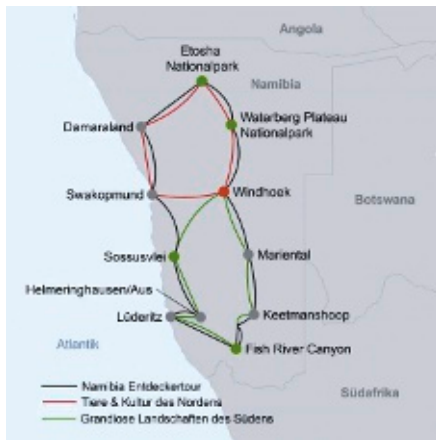 Angola
Etosha
Nationalpark
Namibia
Waterberg Plateau
Nationalpark
Damaraland
Swakopmund
Windhoek
Botswana
Sossusvlei
Mariental
Helmeringhausen/Aus
Lüderitz
Keetmanshoop
Atlantik
Fish River Canyon
Namibia Entdeckertour
Tiere & Kultur des Nordens
Grandiose Landschaften des Südens
Südafrika